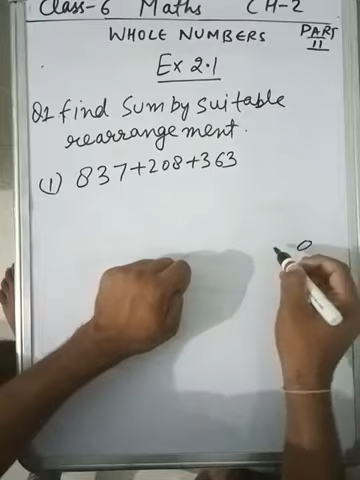 Class-6 Maths CH-2
WHOLE NUMBERS PART
II
Ex 2.1
Q1 find Sum by Suitable
rearrangement.
(1) 837+208+363
0